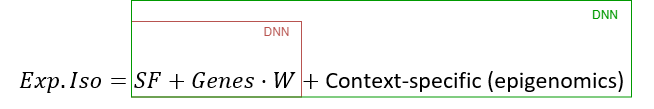 DNN
DNN
Exp.Iso = SF + Genes · W + Context-specific (epigenomics)